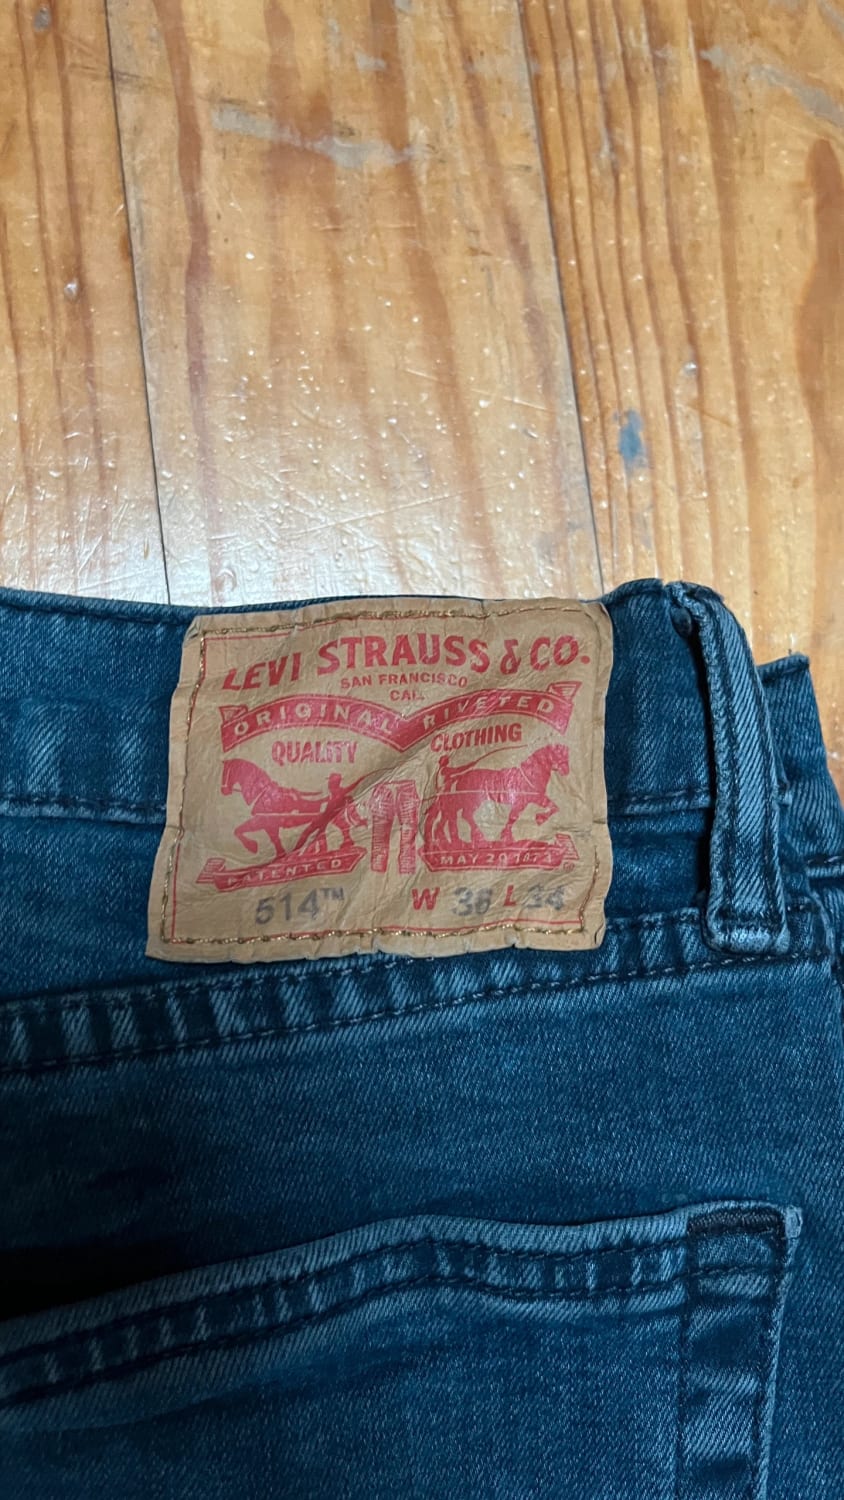 LEVI STRAUSS & CO.
SAN FRANCISCO
CAL.
ORIGINAL RIVETED
QUALITY CLOTHING
PATENTED MAY 20 1873 ®
514™ W 36 L 34